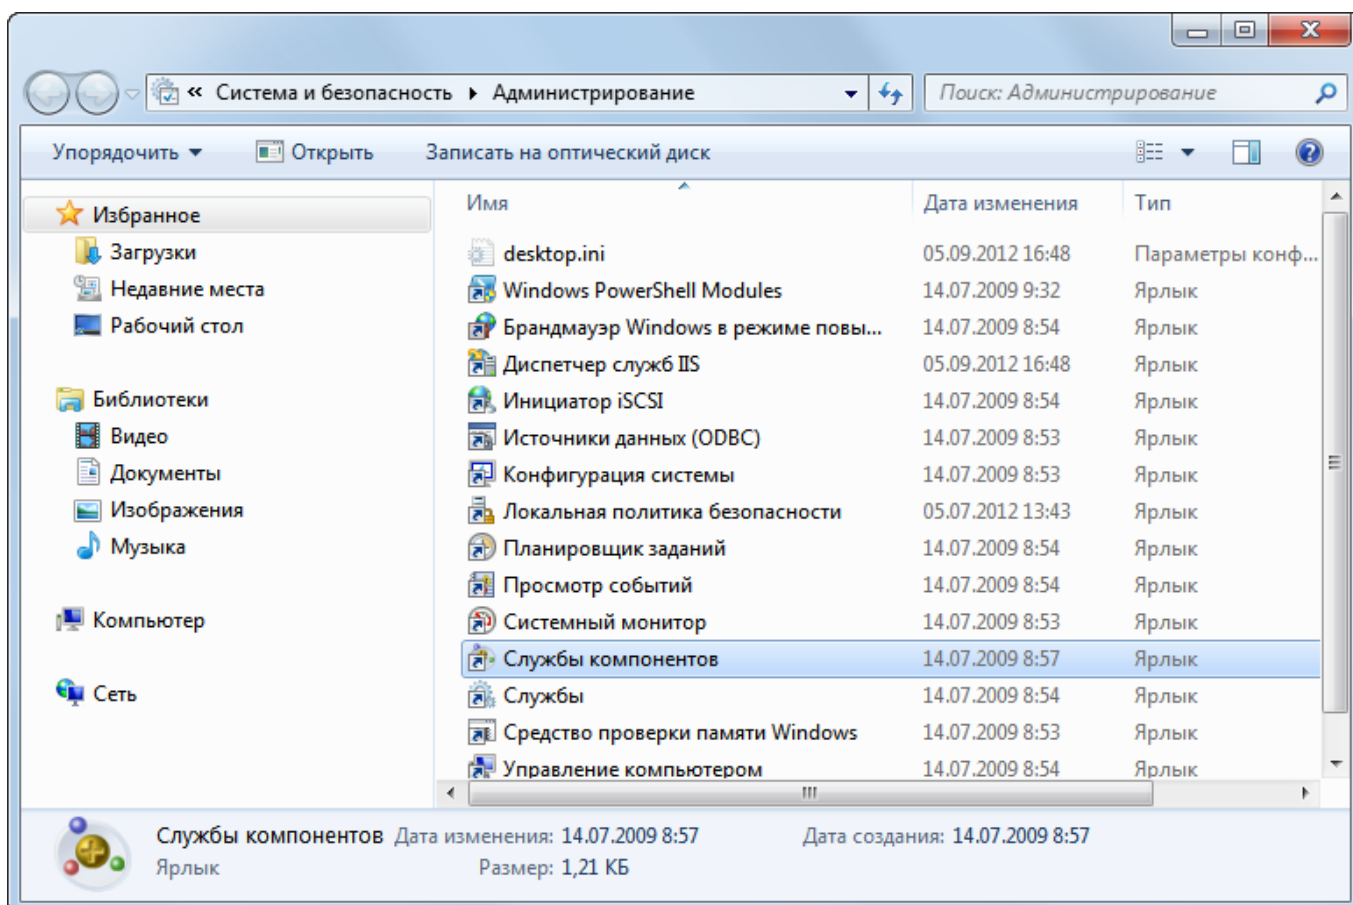 « Система и безопасность ▸ Администрирование Поиск: Администрирование
Упорядочить Открыть Записать на оптический диск
Избранное
Загрузки
Недавние места
Рабочий стол
Библиотеки
Видео
Документы
Изображения
Музыка
Компьютер
Сеть
Имя Дата изменения Тип
desktop.ini 05.09.2012 16:48 Параметры конф...
Windows PowerShell Modules 14.07.2009 9:32 Ярлык
Брандмауэр Windows в режиме повы... 14.07.2009 8:54 Ярлык
Диспетчер служб IIS 05.09.2012 16:48 Ярлык
Инициатор iSCSI 14.07.2009 8:54 Ярлык
Источники данных (ODBC) 14.07.2009 8:53 Ярлык
Конфигурация системы 14.07.2009 8:53 Ярлык
Локальная политика безопасности 05.07.2012 13:43 Ярлык
Планировщик заданий 14.07.2009 8:54 Ярлык
Просмотр событий 14.07.2009 8:54 Ярлык
Системный монитор 14.07.2009 8:53 Ярлык
Службы компонентов 14.07.2009 8:57 Ярлык
Службы 14.07.2009 8:54 Ярлык
Средство проверки памяти Windows 14.07.2009 8:53 Ярлык
Управление компьютером 14.07.2009 8:54 Ярлык
Службы компонентов Дата изменения: 14.07.2009 8:57 Дата создания: 14.07.2009 8:57
Ярлык Размер: 1,21 КБ